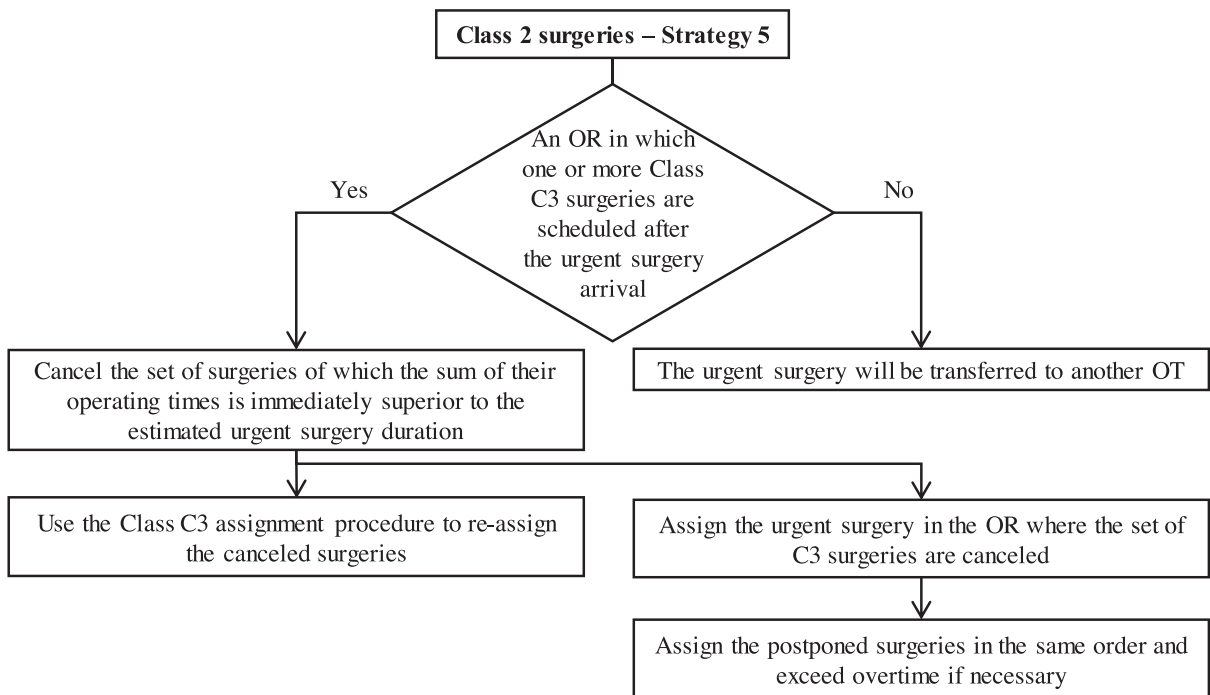 Class 2 surgeries – Strategy 5
An OR in which
one or more Class
C3 surgeries are
scheduled after
the urgent surgery
arrival
Yes
No
Cancel the set of surgeries of which the sum of their
operating times is immediately superior to the
estimated urgent surgery duration
The urgent surgery will be transferred to another OT
Use the Class C3 assignment procedure to re-assign
the canceled surgeries
Assign the urgent surgery in the OR where the set of
C3 surgeries are canceled
Assign the postponed surgeries in the same order and
exceed overtime if necessary